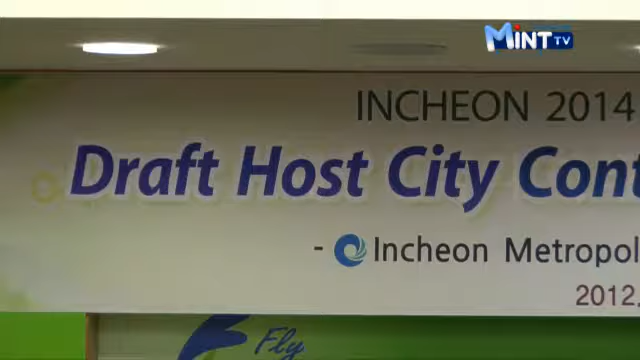 MINT TV
INCHEON 2014
Draft Host City Cont
- Incheon Metropol
2012.
Fly